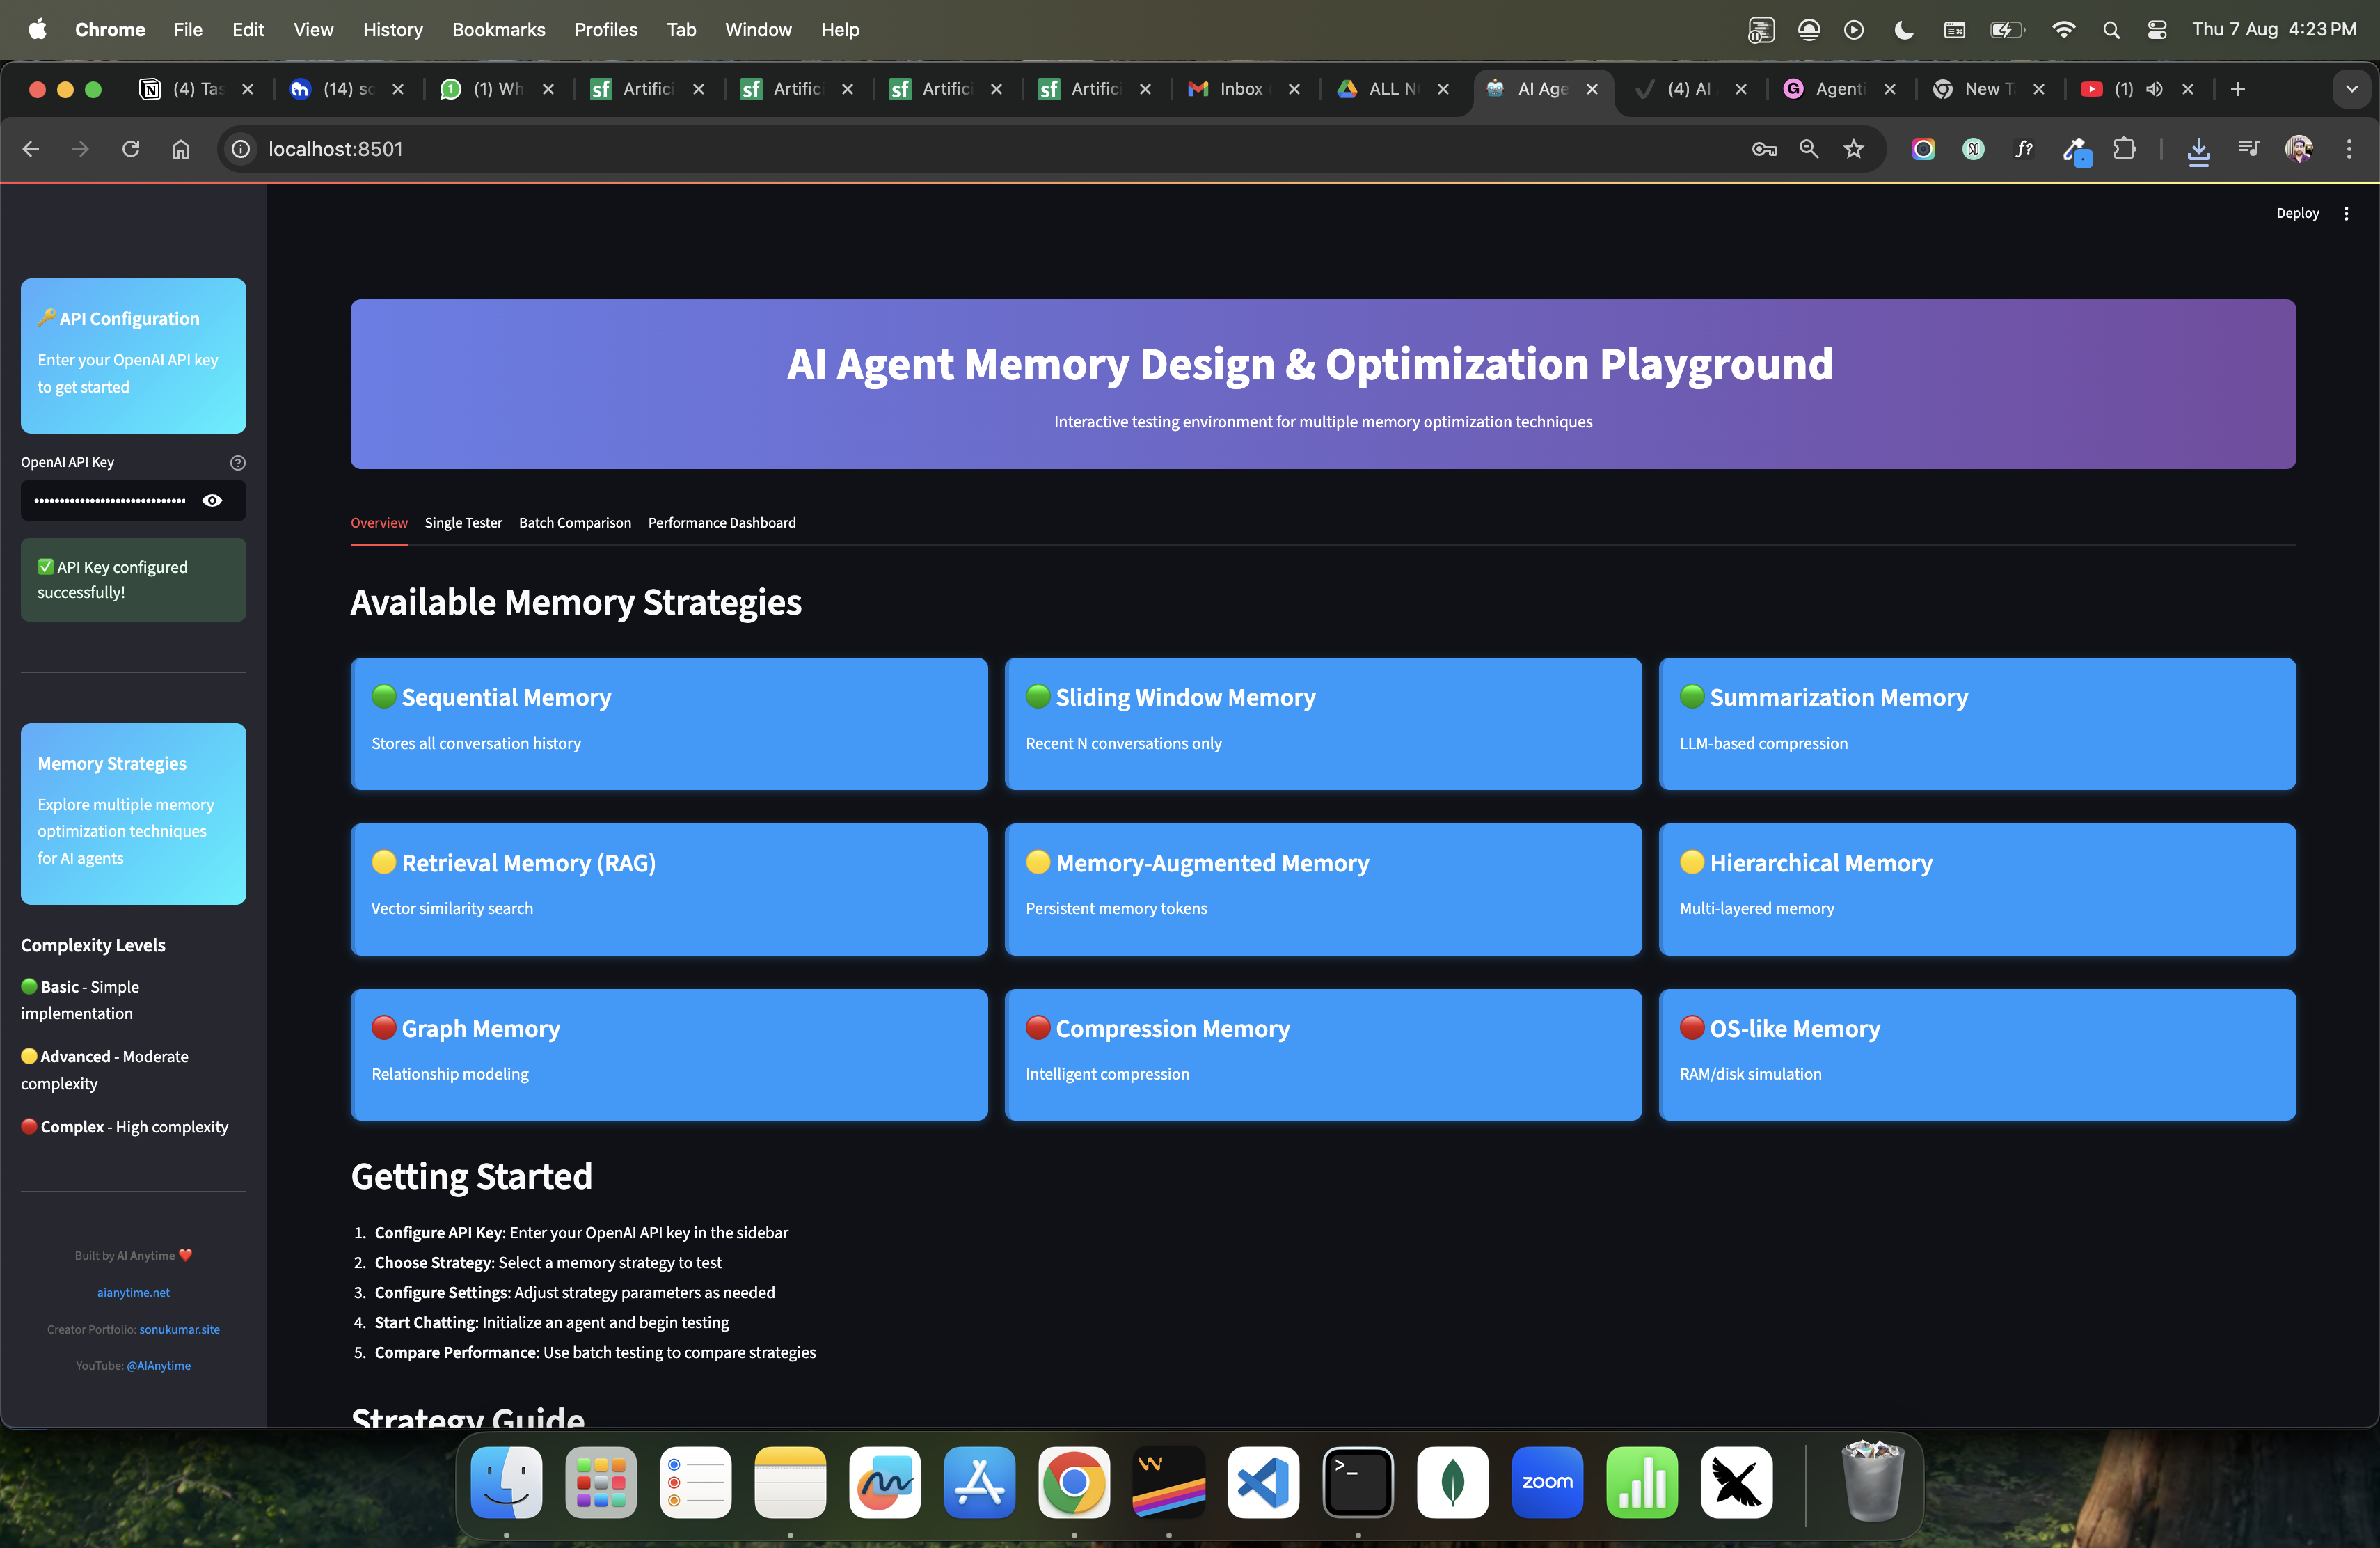 Chrome File Edit View History Bookmarks Profiles Tab Window Help Thu 7 Aug 4:23 PM
(4) Tas (14) sc (1) Wh Artifici Artific Artifici Artifici Inbox ALL N AI Age (4) AI Agenti New T (1)
localhost:8501
Deploy
🔑 API Configuration
Enter your OpenAI API key
to get started
OpenAI API Key
✅ API Key configured
successfully!
Memory Strategies
Explore multiple memory
optimization techniques
for AI agents
Complexity Levels
🟢 Basic - Simple
implementation
🟡 Advanced - Moderate
complexity
🔴 Complex - High complexity
Built by AI Anytime ❤️
aianytime.net
Creator Portfolio: sonukumar.site
YouTube: @AIAnytime
AI Agent Memory Design & Optimization Playground
Interactive testing environment for multiple memory optimization techniques
Overview Single Tester Batch Comparison Performance Dashboard
Available Memory Strategies
🟢 Sequential Memory
Stores all conversation history
🟢 Sliding Window Memory
Recent N conversations only
🟢 Summarization Memory
LLM-based compression
🟡 Retrieval Memory (RAG)
Vector similarity search
🟡 Memory-Augmented Memory
Persistent memory tokens
🟡 Hierarchical Memory
Multi-layered memory
🔴 Graph Memory
Relationship modeling
🔴 Compression Memory
Intelligent compression
🔴 OS-like Memory
RAM/disk simulation
Getting Started
1. Configure API Key: Enter your OpenAI API key in the sidebar
2. Choose Strategy: Select a memory strategy to test
3. Configure Settings: Adjust strategy parameters as needed
4. Start Chatting: Initialize an agent and begin testing
5. Compare Performance: Use batch testing to compare strategies
Strategy Guide
zoom